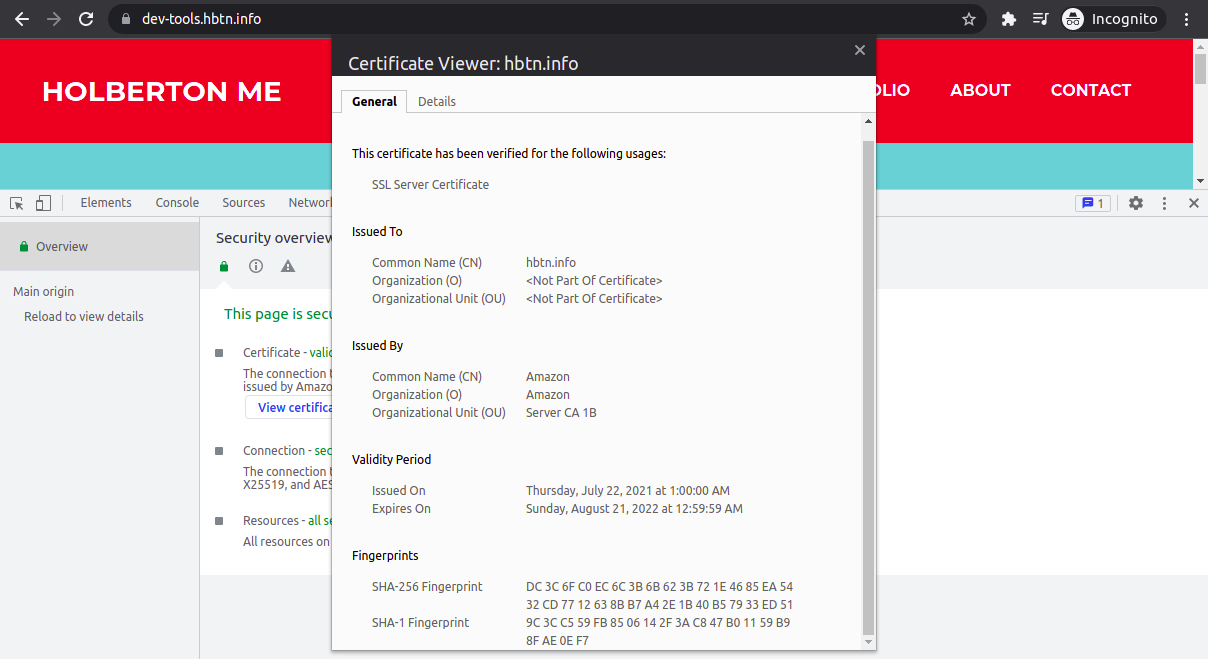 dev-tools.hbtn.info
Incognito
Certificate Viewer: hbtn.info
HOLBERTON ME
OLIO ABOUT CONTACT
General Details
This certificate has been verified for the following usages:
SSL Server Certificate
Elements Console Sources Networ
1
Overview
Main origin
Reload to view details
Security overview
This page is secu
Certificate - valid
The connection t
issued by Amazo
View certifica
Connection - sec
The connection t
X25519, and AES
Resources - all se
All resources on
Issued To
Common Name (CN) hbtn.info
Organization (O) <Not Part Of Certificate>
Organizational Unit (OU) <Not Part Of Certificate>
Issued By
Common Name (CN) Amazon
Organization (O) Amazon
Organizational Unit (OU) Server CA 1B
Validity Period
Issued On Thursday, July 22, 2021 at 1:00:00 AM
Expires On Sunday, August 21, 2022 at 12:59:59 AM
Fingerprints
SHA-256 Fingerprint DC 3C 6F C0 EC 6C 3B 6B 62 3B 72 1E 46 85 EA 54
32 CD 77 12 63 8B B7 A4 2E 1B 40 B5 79 33 ED 51
SHA-1 Fingerprint 9C 3C C5 59 FB 85 06 14 2F 3A C8 47 B0 11 59 B9
8F AE 0E F7